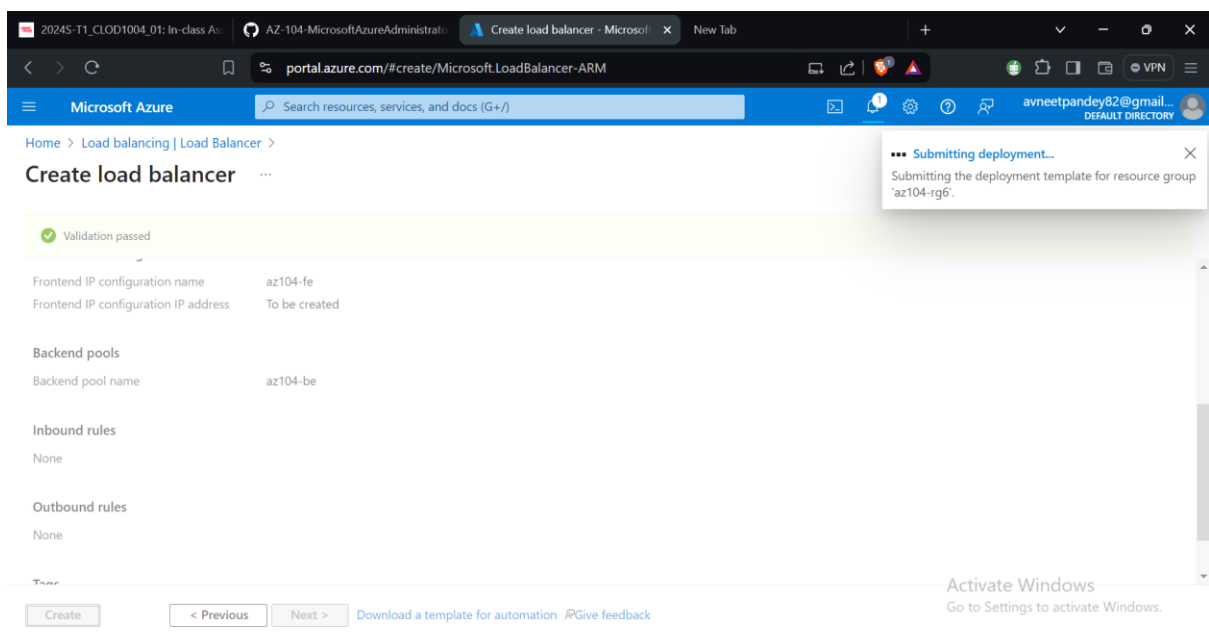 2024S-T1_CLOD1004_01: In-class As
AZ-104-MicrosoftAzureAdministrato
Create load balancer - Microsoft
New Tab
portal.azure.com/#create/Microsoft.LoadBalancer-ARM
1
VPN
Microsoft Azure
Search resources, services, and docs (G+/)
1
avneetpandey82@gmail...
DEFAULT DIRECTORY
Home > Load balancing | Load Balancer >
Create load balancer ...
Submitting deployment...
Submitting the deployment template for resource group
'az104-rg6'.
Validation passed
Frontend IP configuration name az104-fe
Frontend IP configuration IP address To be created
Backend pools
Backend pool name az104-be
Inbound rules
None
Outbound rules
None
Tags
Activate Windows
Go to Settings to activate Windows.
Create
< Previous
Next >
Download a template for automation
Give feedback